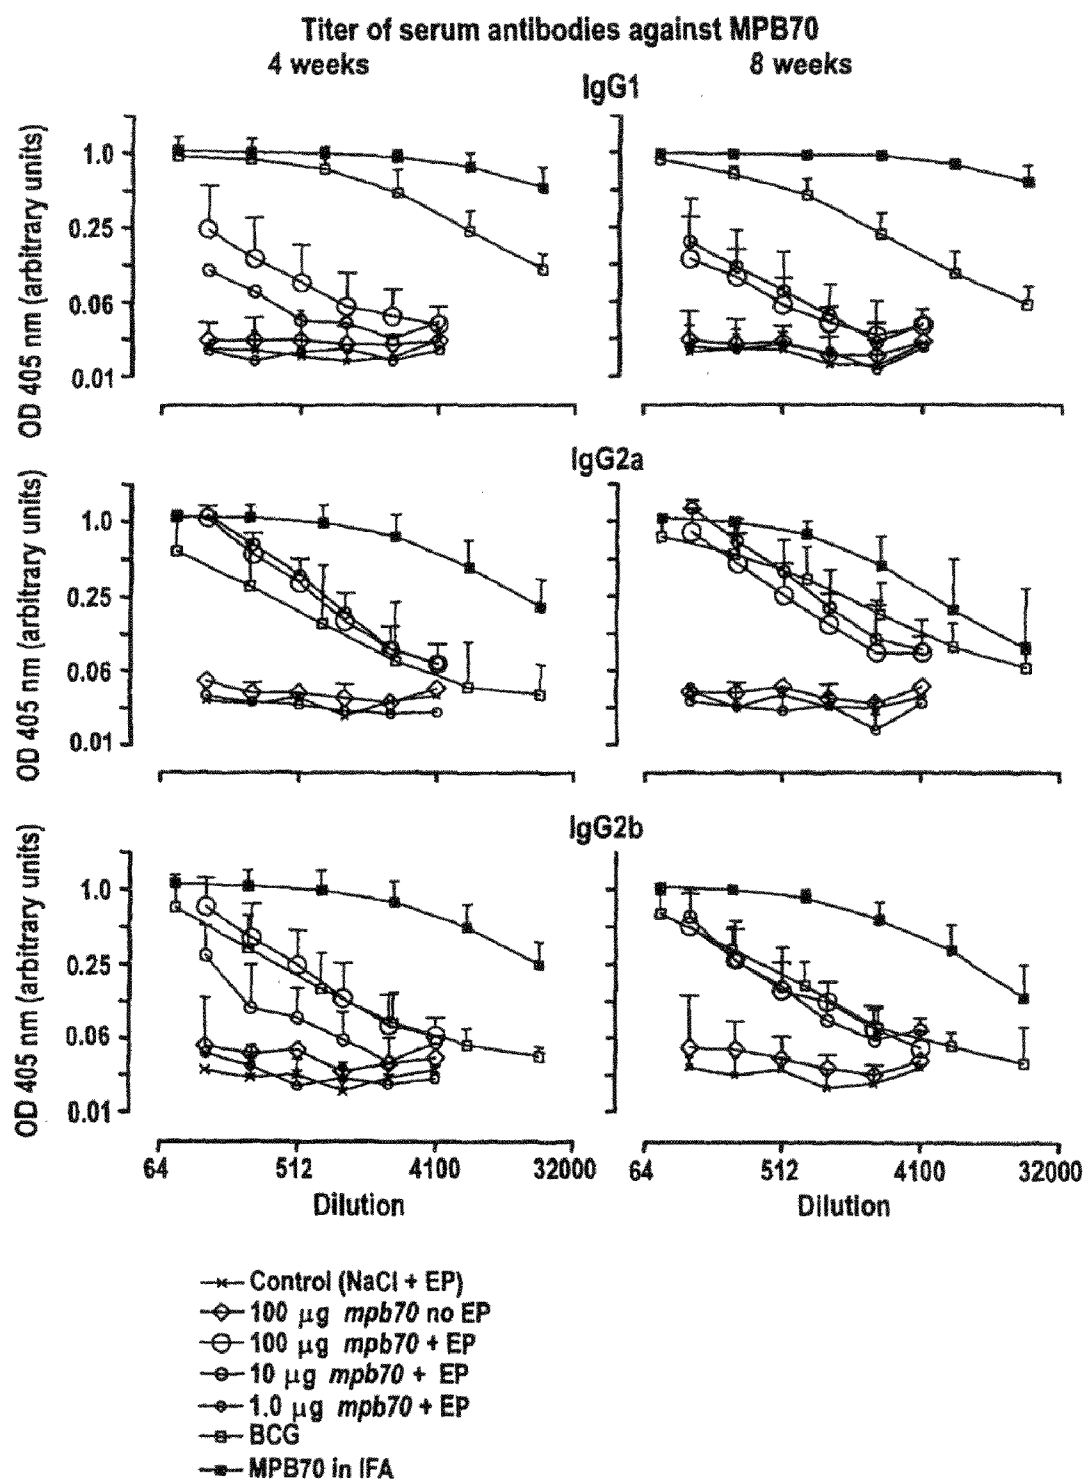 Titer of serum antibodies against MPB70
4 weeks 8 weeks
IgG1
OD 405 nm (arbitrary units)
1.0
0.25
0.06
0.01
IgG2a
OD 405 nm (arbitrary units)
1.0
0.25
0.06
0.01
IgG2b
OD 405 nm (arbitrary units)
1.0
0.25
0.06
0.01
64 512 4100 32000 64 512 4100 32000
Dilution Dilution
Control (NaCl + EP)
100 μg mpb70 no EP
100 μg mpb70 + EP
10 μg mpb70 + EP
1.0 μg mpb70 + EP
BCG
MPB70 in IFA